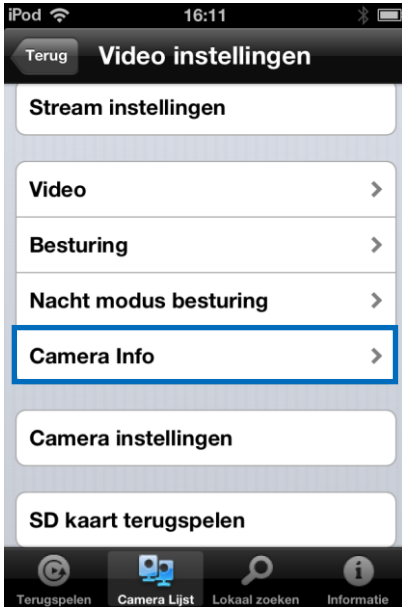 iPod 16:11
Terug Video instellingen
Stream instellingen
Video
Besturing
Nacht modus besturing
Camera Info
Camera instellingen
SD kaart terugspelen
Terugspelen Camera Lijst Lokaal zoeken Informatie